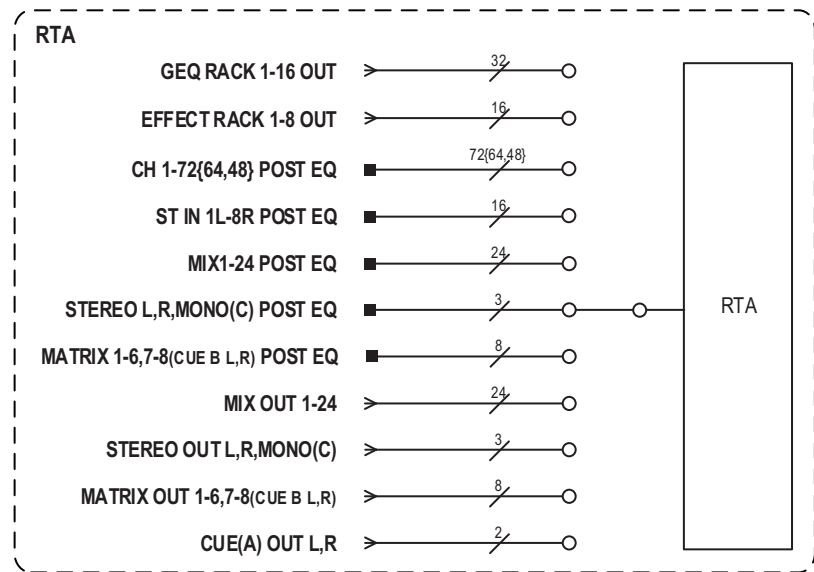 RTA
GEQ RACK 1-16 OUT 32
EFFECT RACK 1-8 OUT 16
CH 1-72{64,48} POST EQ 72{64,48}
ST IN 1L-8R POST EQ 16
MIX1-24 POST EQ 24
STEREO L,R,MONO(C) POST EQ 3 RTA
MATRIX 1-6,7-8(CUE B L,R) POST EQ 8
MIX OUT 1-24 24
STEREO OUT L,R,MONO(C) 3
MATRIX OUT 1-6,7-8(CUE B L,R) 8
CUE(A) OUT L,R 2